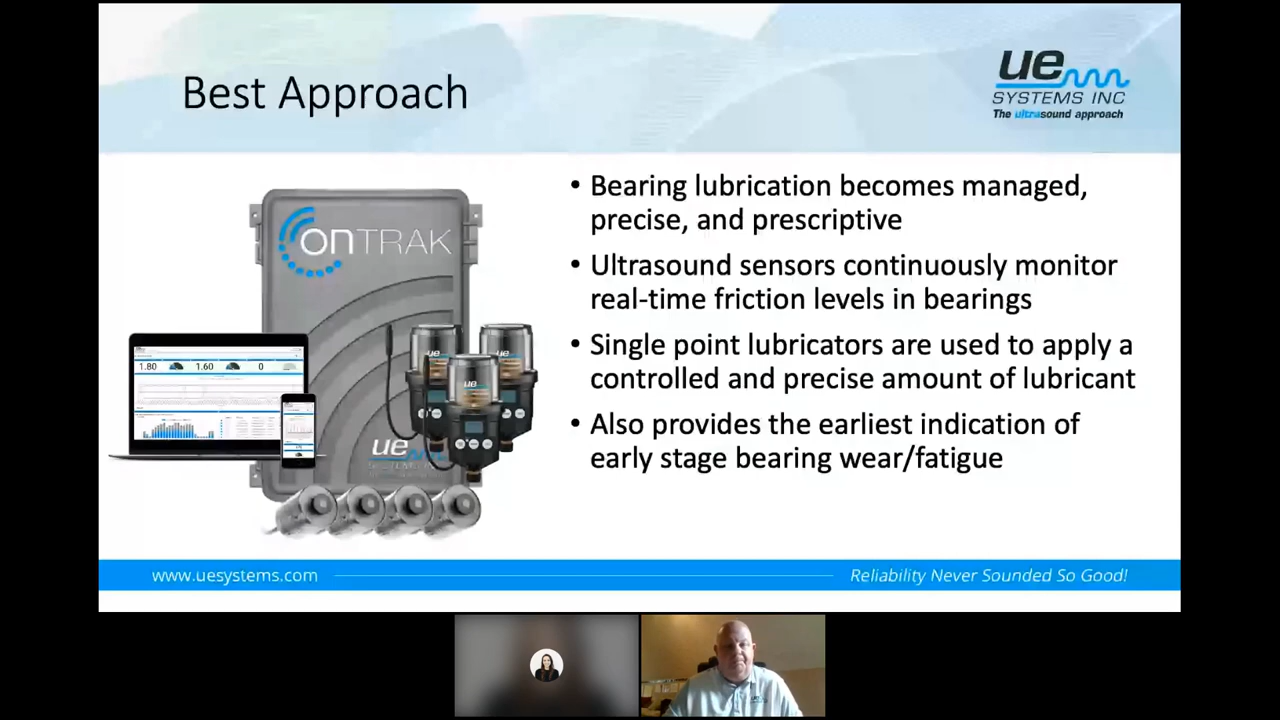 Best Approach
ue
SYSTEMS INC
The ultrasound approach
• Bearing lubrication becomes managed,
precise, and prescriptive
• Ultrasound sensors continuously monitor
real-time friction levels in bearings
• Single point lubricators are used to apply a
controlled and precise amount of lubricant
• Also provides the earliest indication of
early stage bearing wear/fatigue
onTRAK
ue
ue
ue
ue
1.80
1.60
0
www.uesystems.com
Reliability Never Sounded So Good!